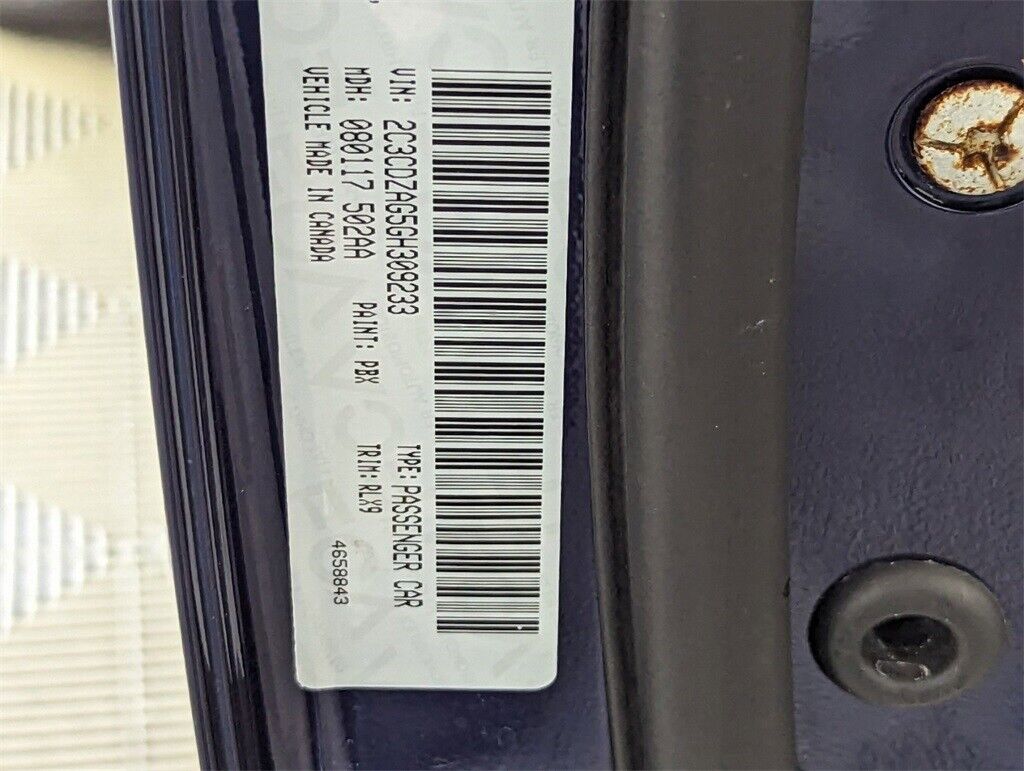 VIN: 2C3CDZAG5GH309233 TYPE: PASSENGER CAR
MDH: 080117 502AA PAINT: PBX TRIM: RLX9
VEHICLE MADE IN CANADA 4658843